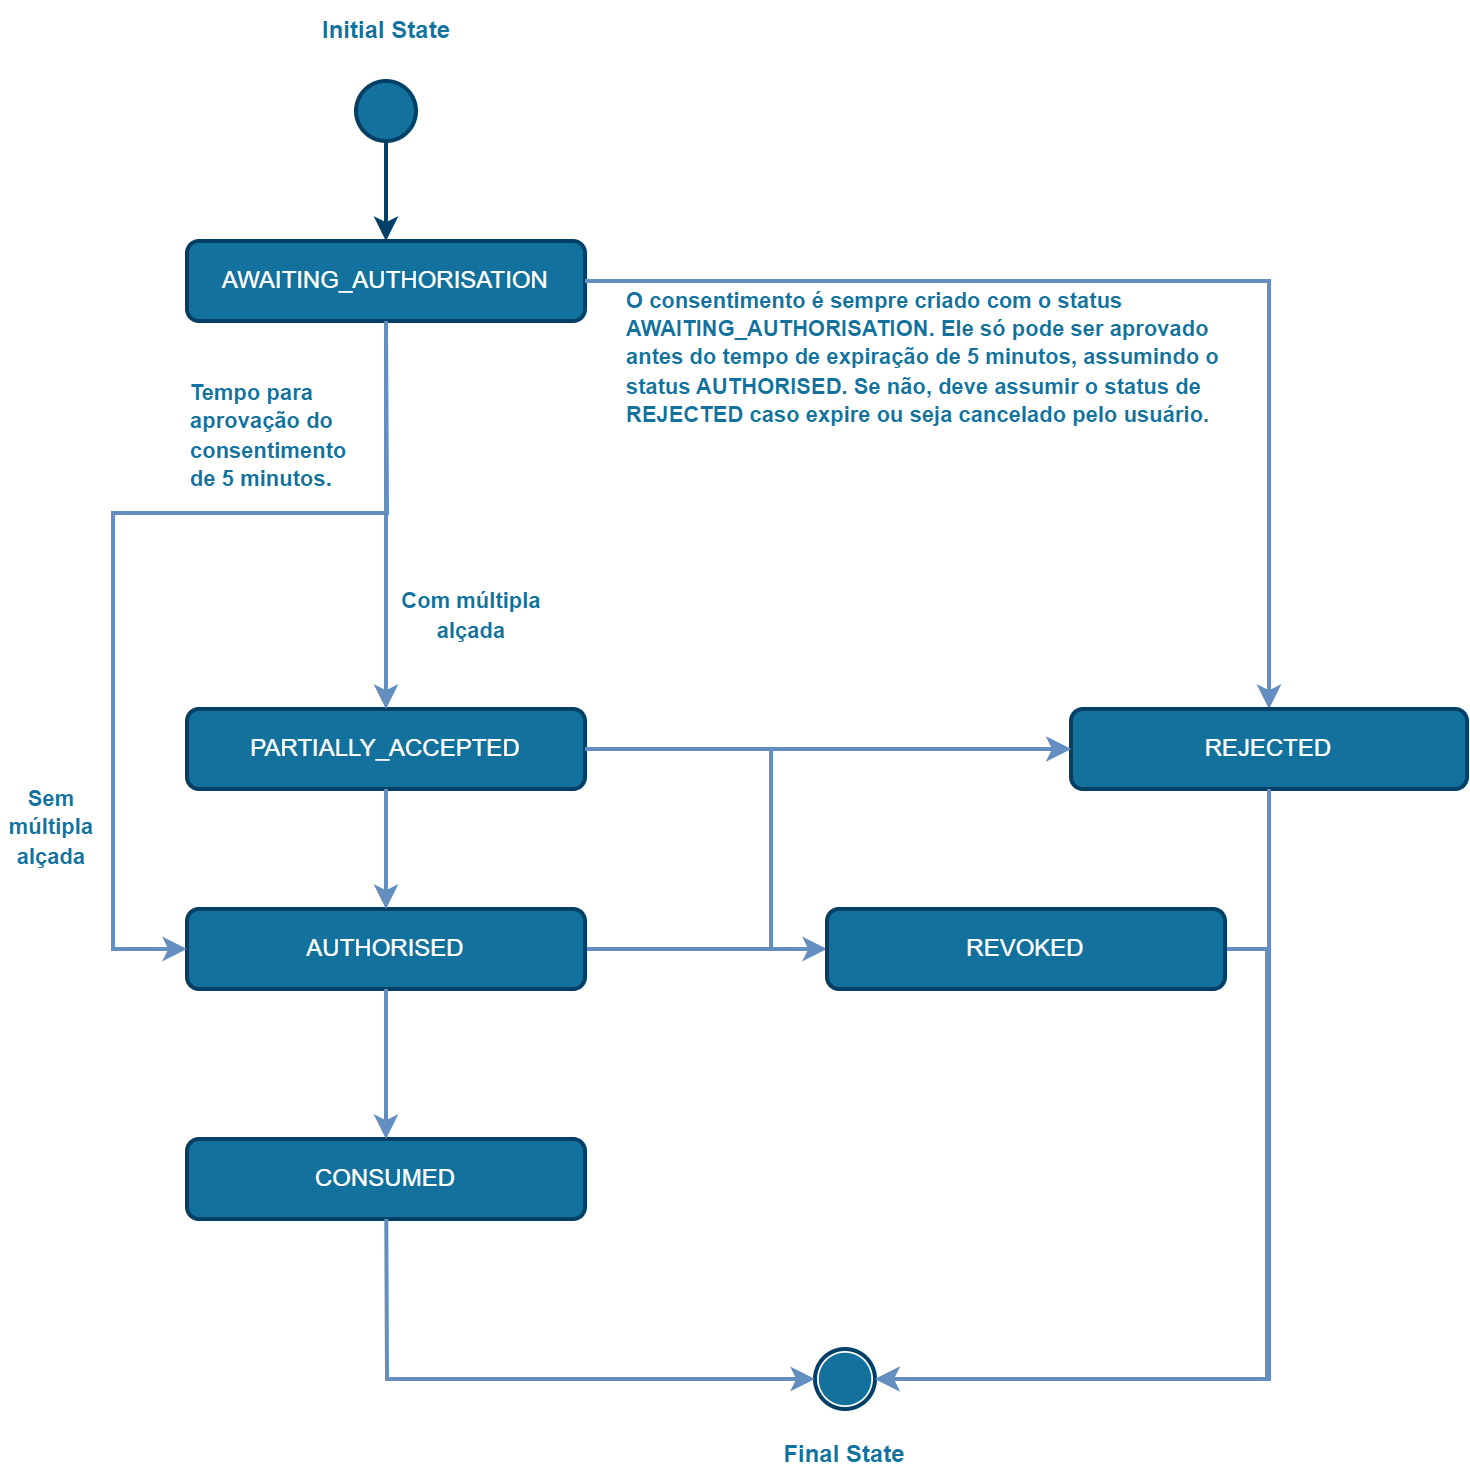 Initial State
AWAITING_AUTHORISATION
O consentimento é sempre criado com o status
AWAITING_AUTHORISATION. Ele só pode ser aprovado
antes do tempo de expiração de 5 minutos, assumindo o
status AUTHORISED. Se não, deve assumir o status de
REJECTED caso expire ou seja cancelado pelo usuário.
Tempo para
aprovação do
consentimento
de 5 minutos.
Com múltipla
alçada
PARTIALLY_ACCEPTED
REJECTED
Sem
múltipla
alçada
AUTHORISED
REVOKED
CONSUMED
Final State